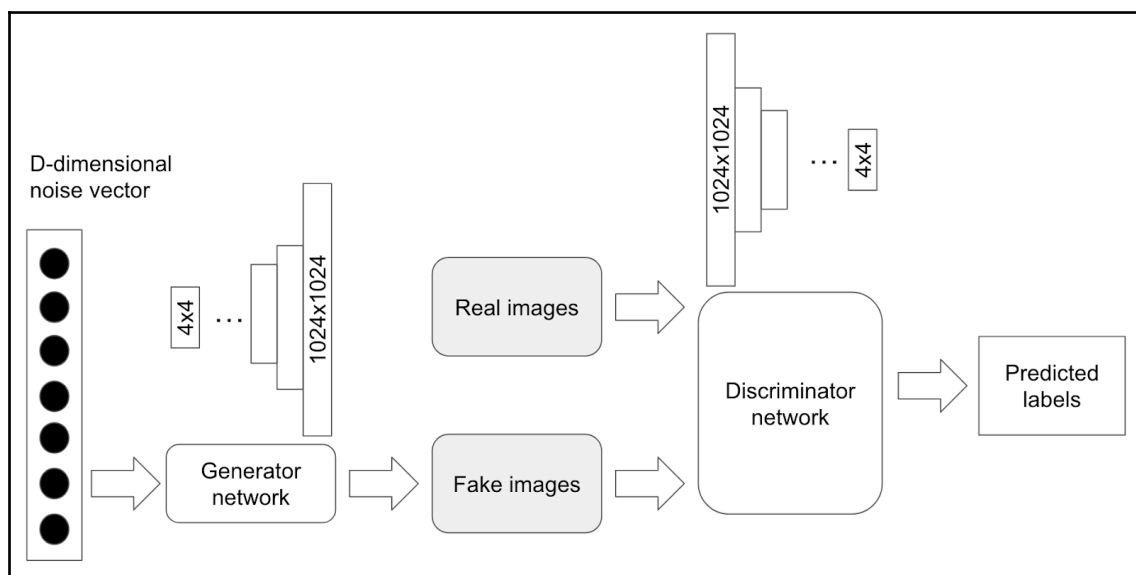 D-dimensional
noise vector
4x4
...
1024x1024
Generator
network
Real images
Fake images
1024x1024
...
4x4
Discriminator
network
Predicted
labels